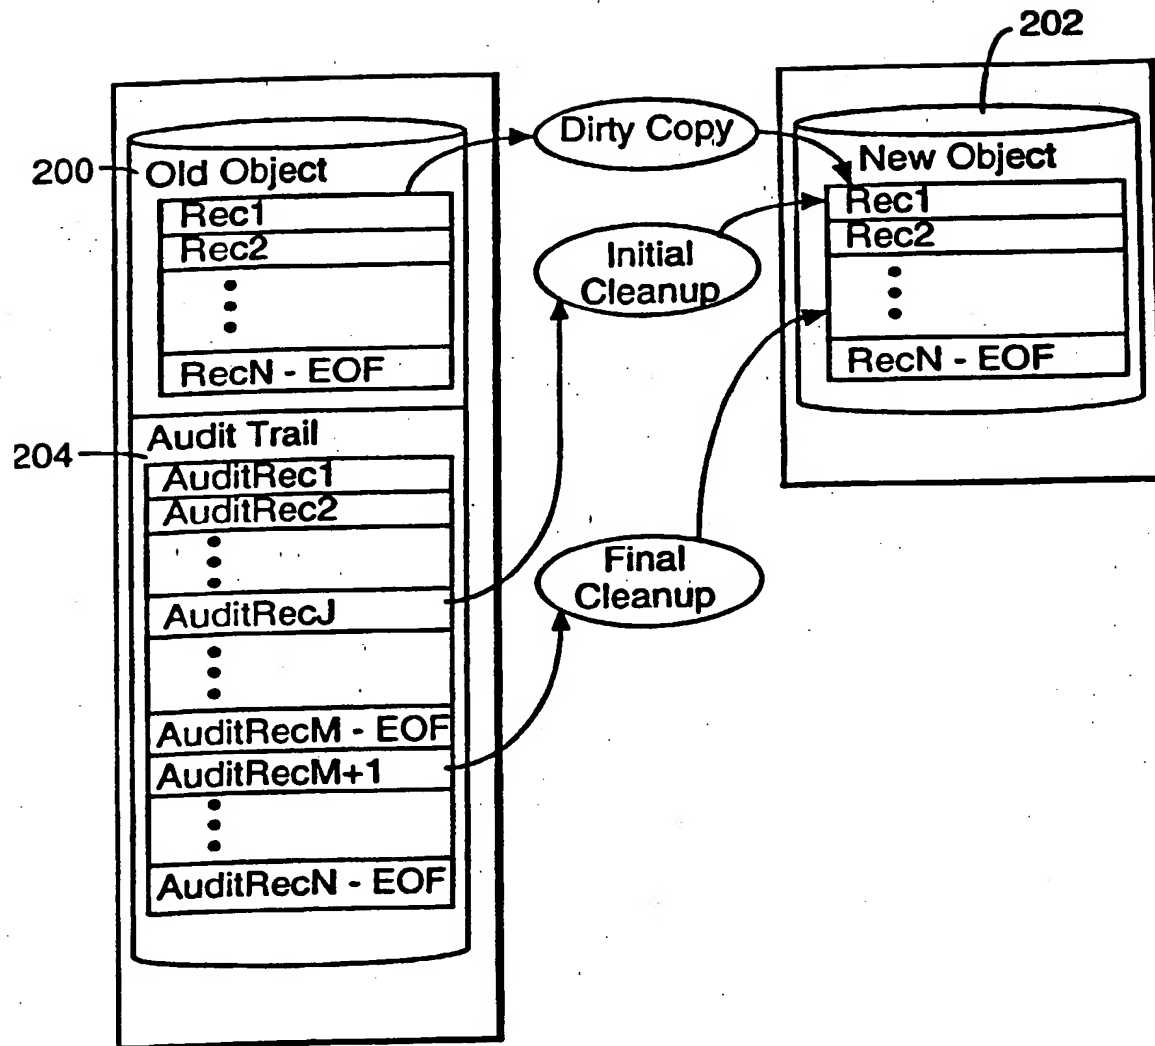 202
Dirty Copy
200
Old Object
New Object
Rec1
Rec1
Rec2
Rec2
Initial
Cleanup
RecN - EOF
RecN - EOF
Audit Trail
204
AuditRec1
AuditRec2
Final
Cleanup
AuditRecJ
AuditRecM - EOF
AuditRecM+1
AuditRecN - EOF